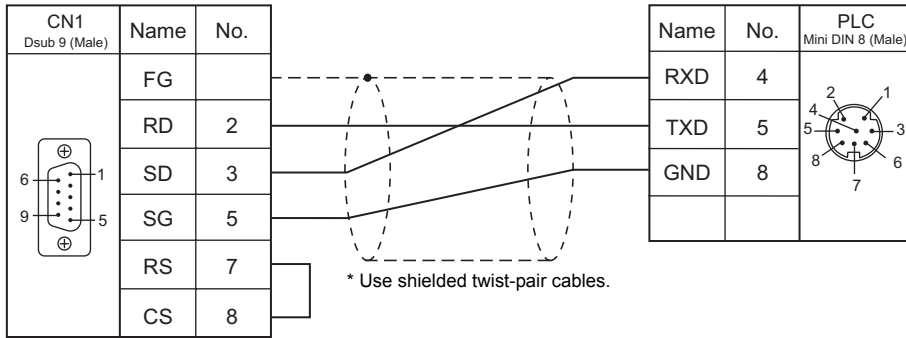 CN1
Dsub 9 (Male)
Name No.
FG
RD 2
SD 3
SG 5
RS 7
CS 8
1
6
9
5
* Use shielded twist-pair cables.
Name No.
RXD 4
TXD 5
GND 8
PLC
Mini DIN 8 (Male)
2 1
4
5 3
8 6
7